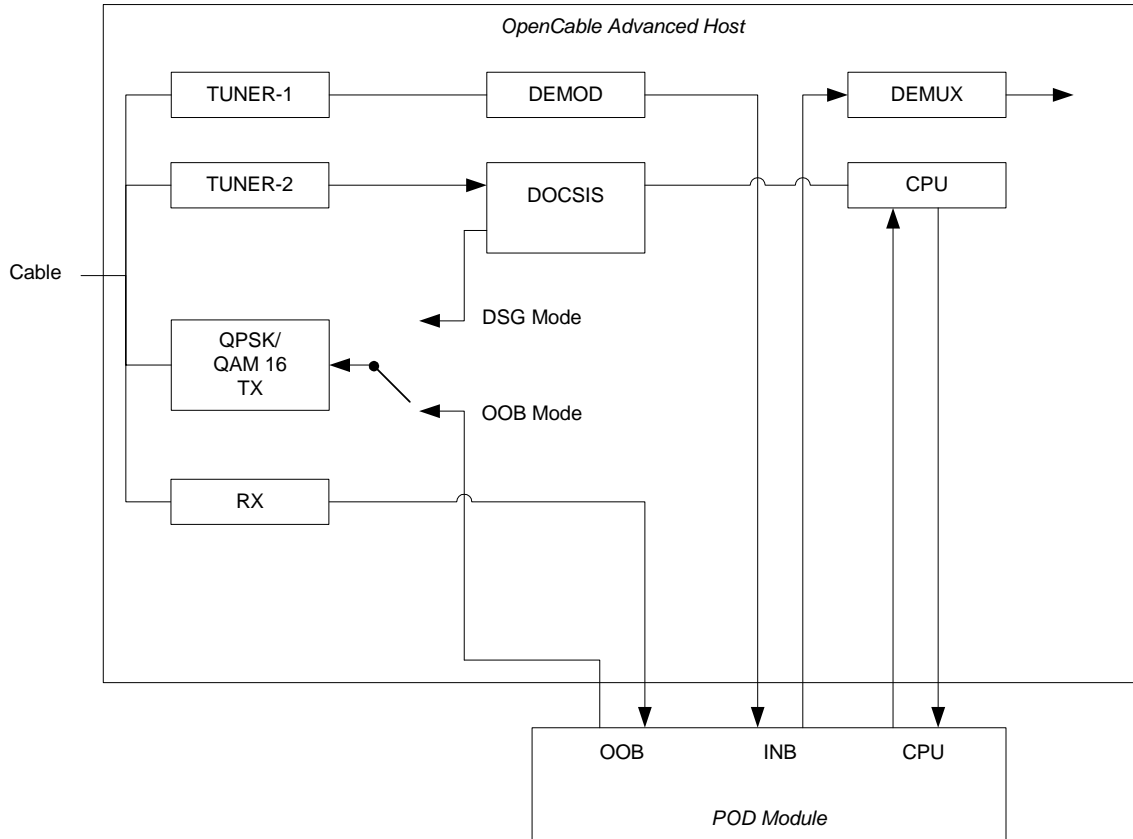 OpenCable Advanced Host
TUNER-1
DEMOD
DEMUX
TUNER-2
DOCSIS
CPU
Cable
DSG Mode
QPSK/
QAM 16
TX
OOB Mode
RX
OOB
INB
CPU
POD Module